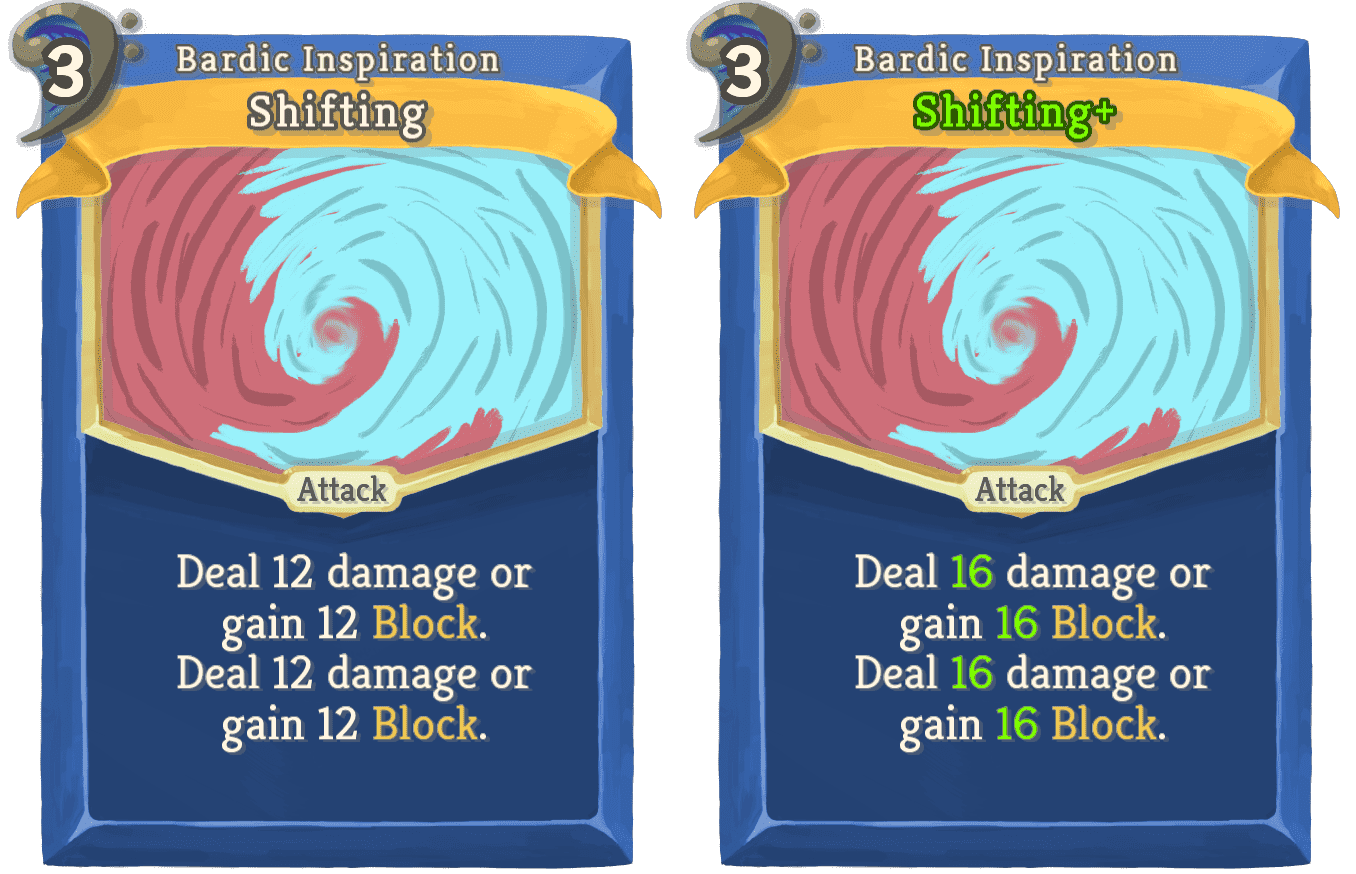 3
Bardic Inspiration
Shifting
Attack
Deal 12 damage or
gain 12 Block.
Deal 12 damage or
gain 12 Block.
3
Bardic Inspiration
Shifting+
Attack
Deal 16 damage or
gain 16 Block.
Deal 16 damage or
gain 16 Block.